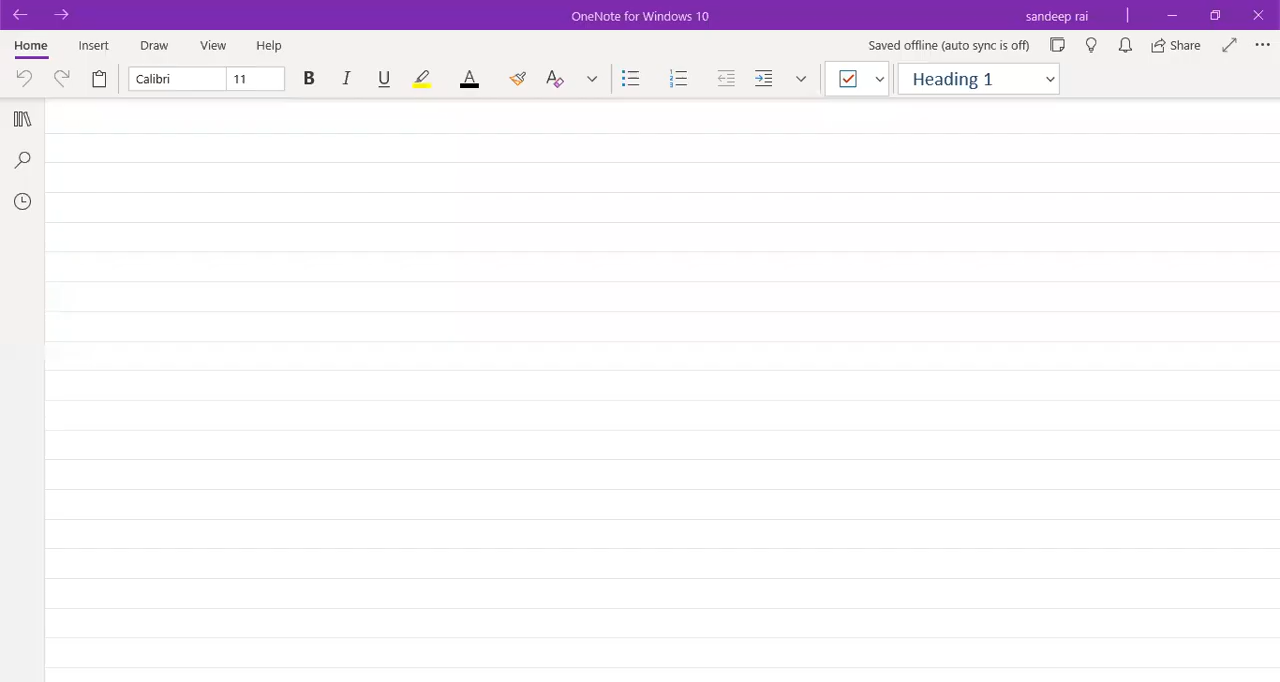 OneNote for Windows 10
sandeep rai
Home Insert Draw View Help
Saved offline (auto sync is off)
Share
Calibri 11 B I U A A Heading 1